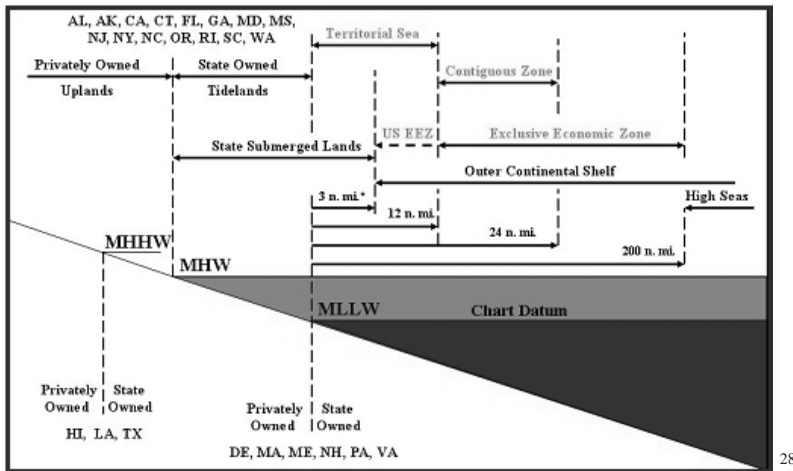 AL, AK, CA, CT, FL, GA, MD, MS,
NJ, NY, NC, OR, RI, SC, WA
Territorial Sea
Privately Owned
State Owned
Contiguous Zone
Uplands
Tidelands
US EEZ
Exclusive Economic Zone
State Submerged Lands
Outer Continental Shelf
3 n. mi.*
High Seas
12 n. mi.
24 n. mi.
200 n. mi.
MHHW
MHW
MLLW
Chart Datum
Privately
Owned
State
Owned
HI, LA, TX
Privately
Owned
State
Owned
DE, MA, ME, NH, PA, VA
28